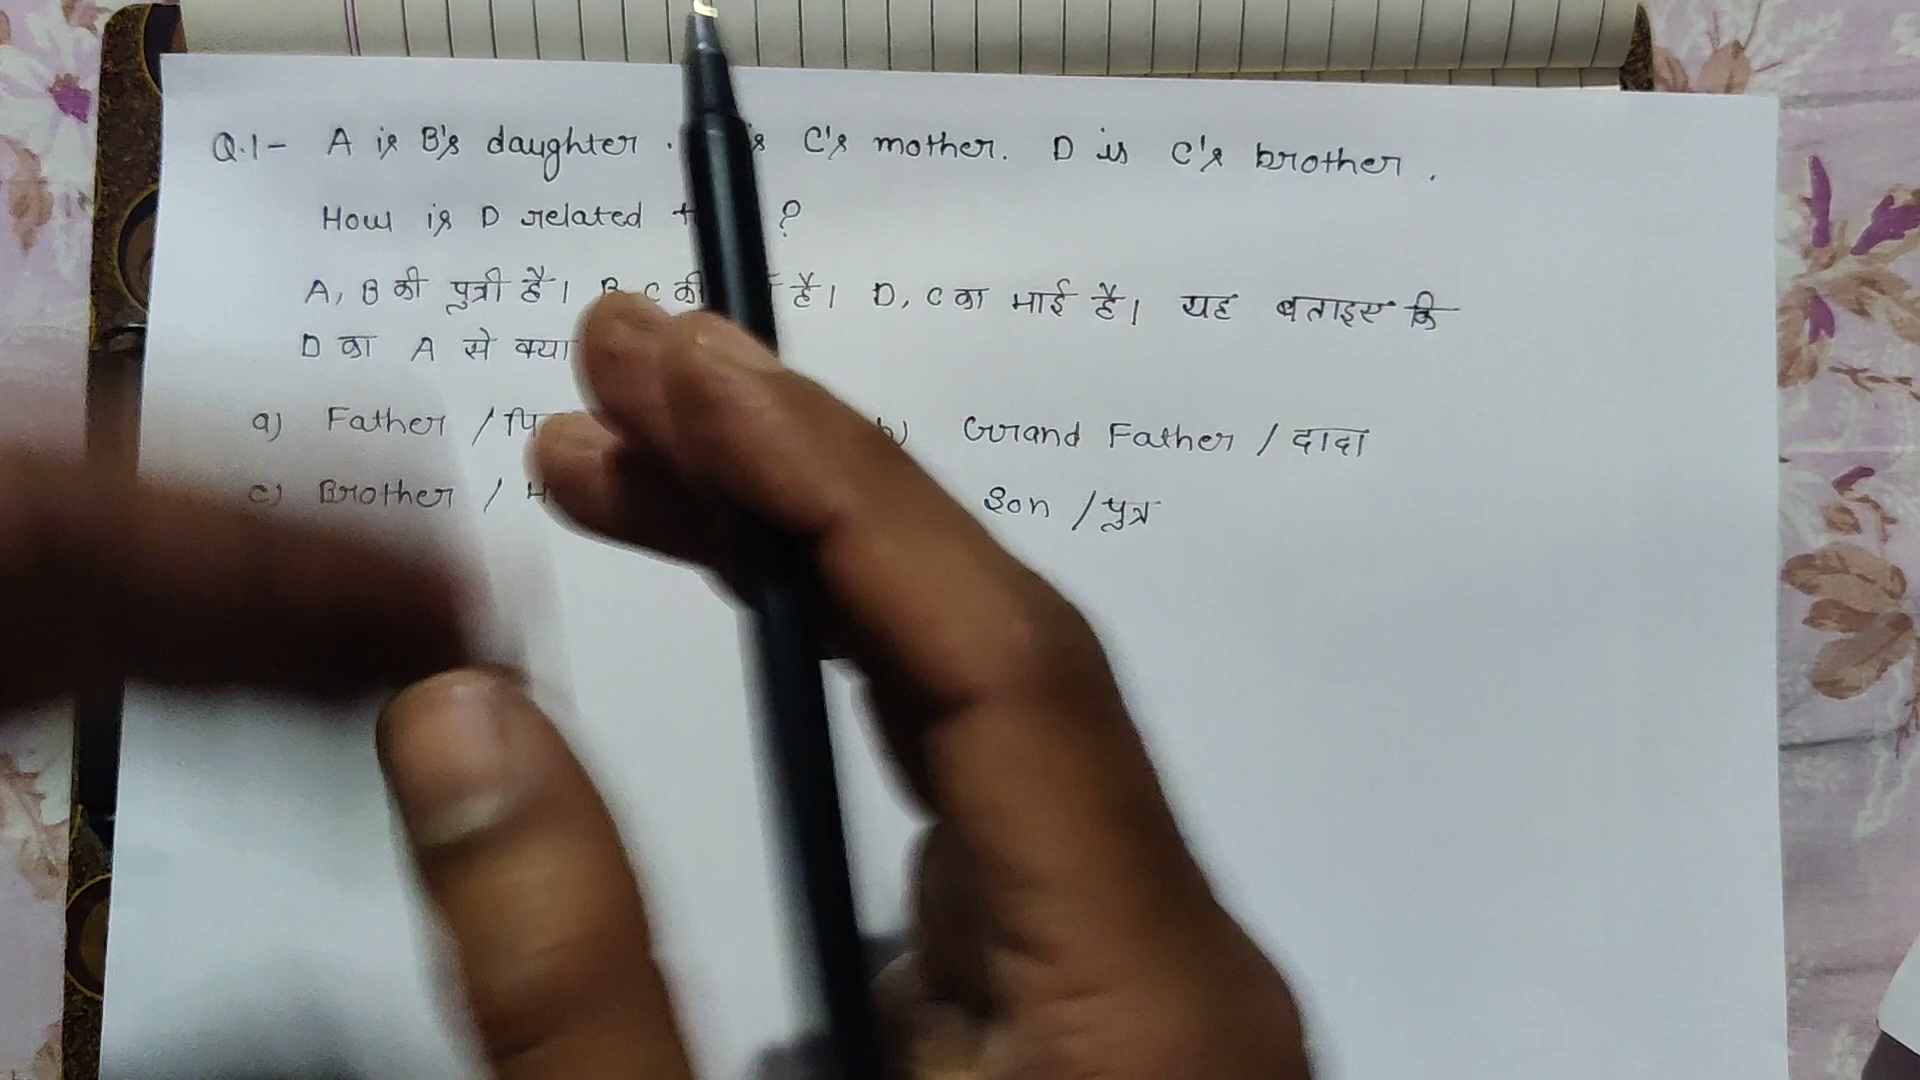 Q.1- A is B's daughter. is C's mother. D is C's brother.
How is D related ?
A, B की पुत्री है। B C की है। D, C का भाई है। यह बताइए कि
D का A से क्या
a) Father / b) Grand Father / दादा
c) Brother / Son / पुत्र